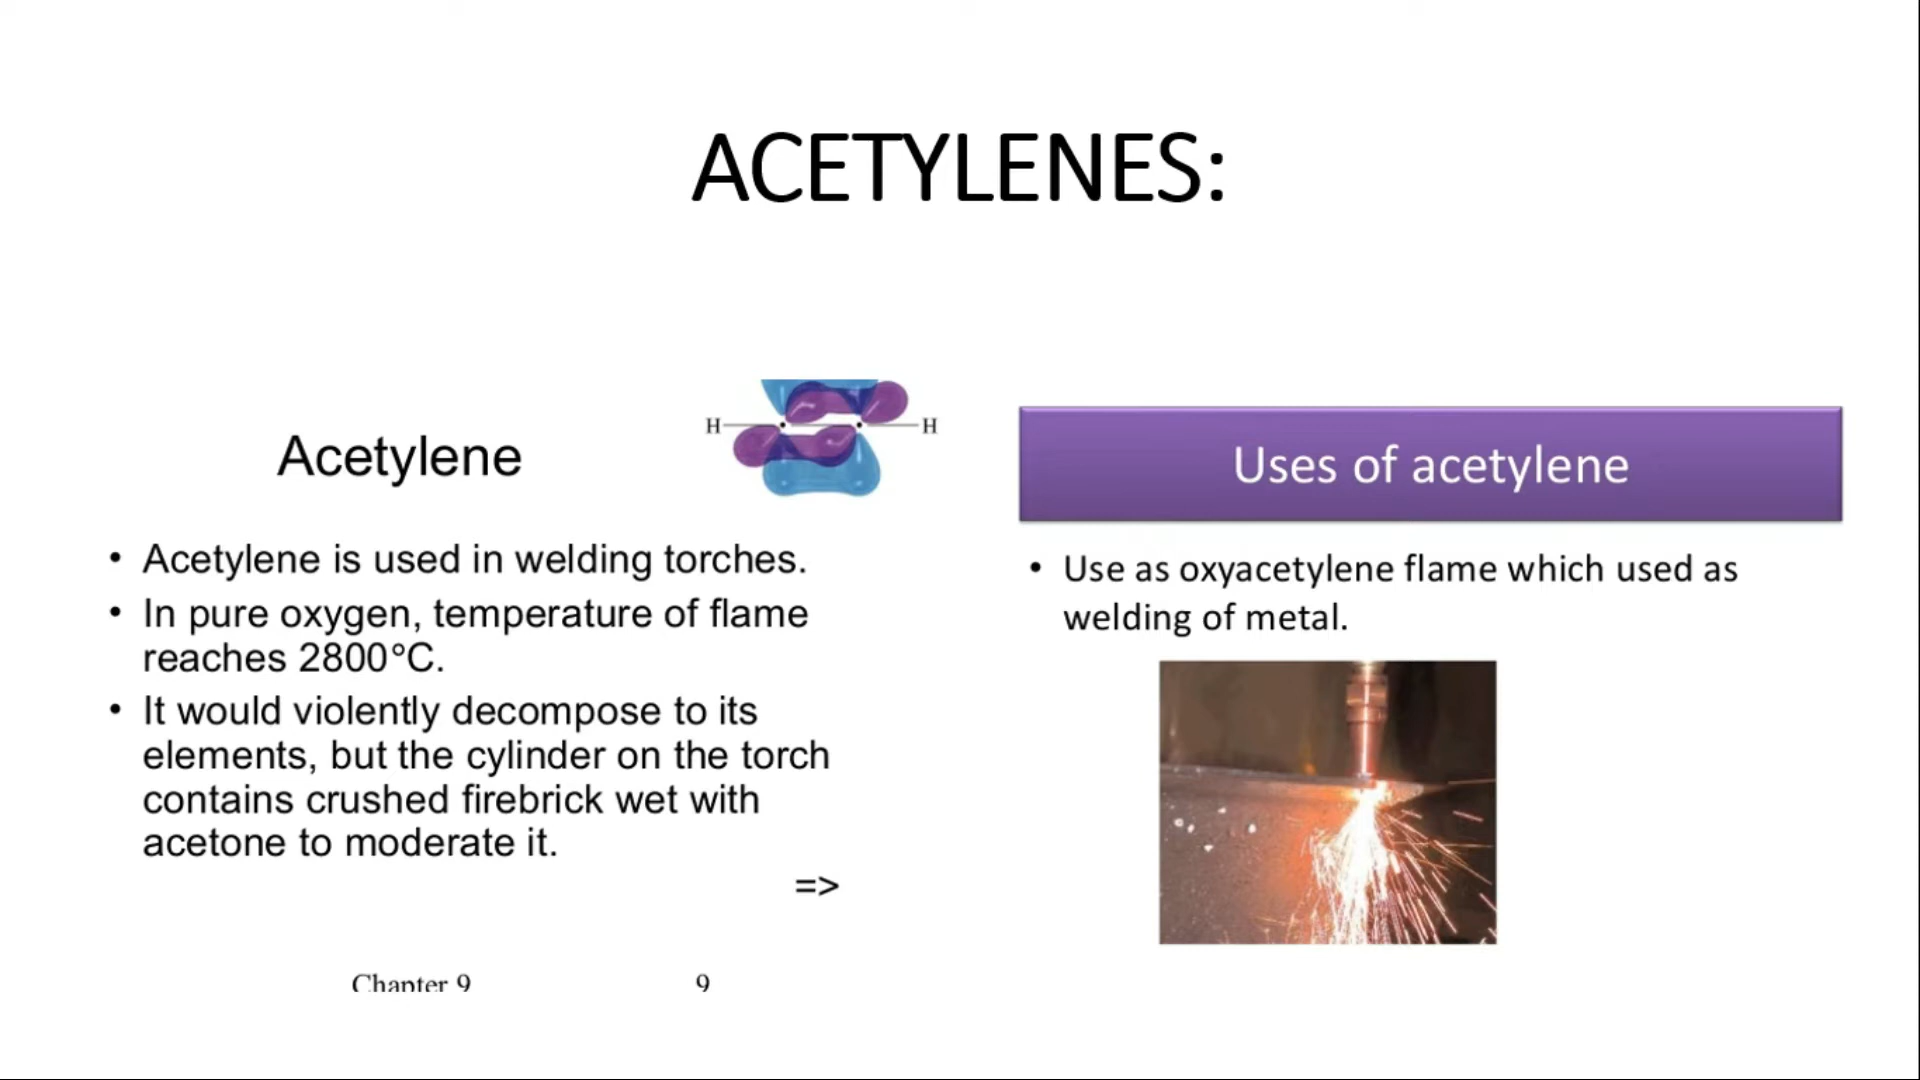 ACETYLENES:
Acetylene
H H
• Acetylene is used in welding torches.
• In pure oxygen, temperature of flame
reaches 2800°C.
• It would violently decompose to its
elements, but the cylinder on the torch
contains crushed firebrick wet with
acetone to moderate it.
=>
Chapter 9 9
Uses of acetylene
• Use as oxyacetylene flame which used as
welding of metal.